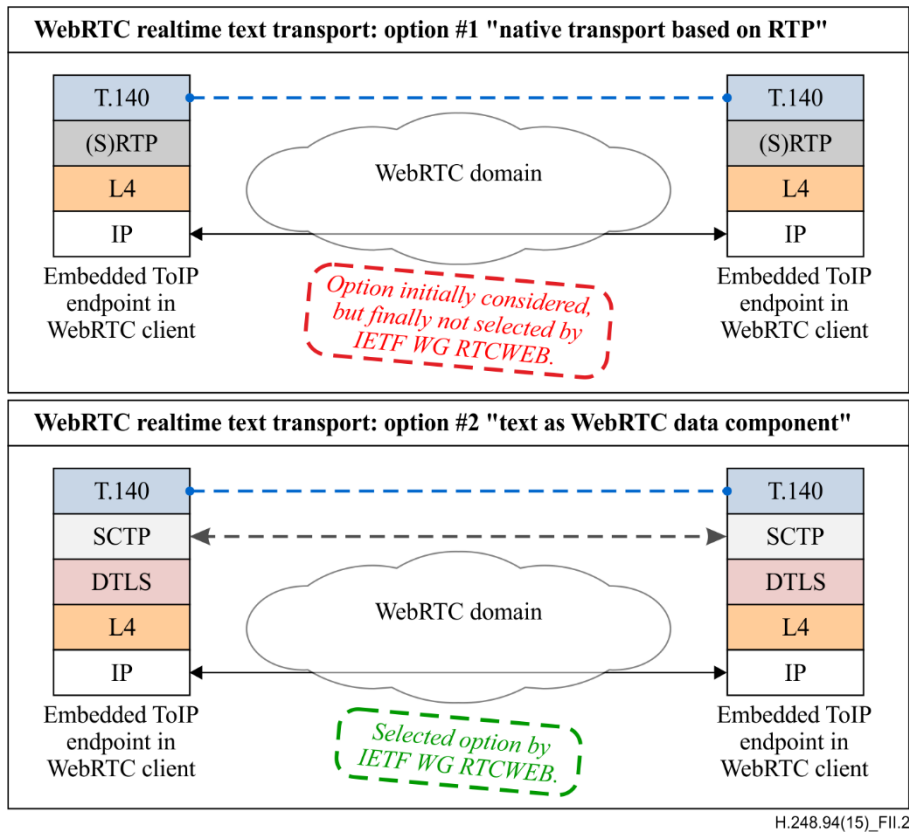 WebRTC realtime text transport: option #1 "native transport based on RTP"
T.140
T.140
(S)RTP
(S)RTP
WebRTC domain
L4
L4
IP
IP
Embedded ToIP
endpoint in
WebRTC client
Option initially considered,
but finally not selected by
IETF WG RTCWEB.
Embedded ToIP
endpoint in
WebRTC client
WebRTC realtime text transport: option #2 "text as WebRTC data component"
T.140
T.140
SCTP
SCTP
DTLS
DTLS
WebRTC domain
L4
L4
IP
IP
Embedded ToIP
endpoint in
WebRTC client
Selected option by
IETF WG RTCWEB.
Embedded ToIP
endpoint in
WebRTC client
H.248.94(15)_FII.2